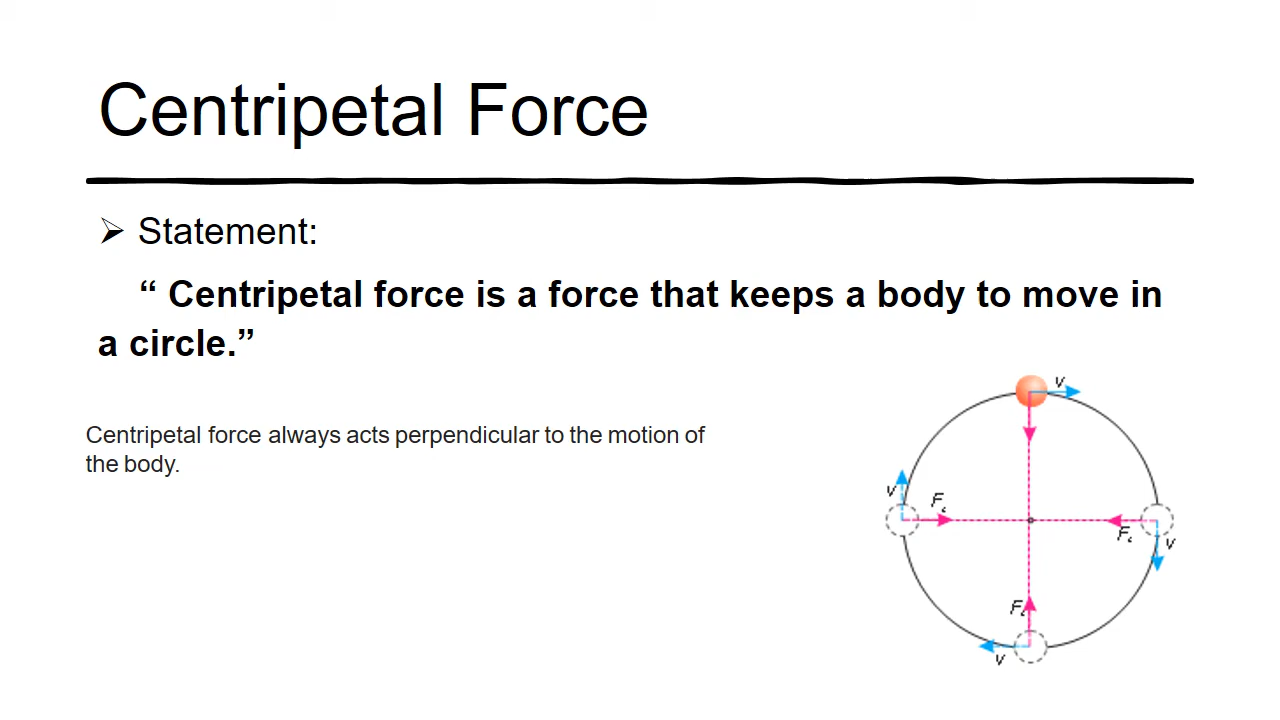 Centripetal Force
➢ Statement:
“ Centripetal force is a force that keeps a body to move in
a circle.”
Centripetal force always acts perpendicular to the motion of
the body.
v
v
Fc
Fc
v
Fc
v